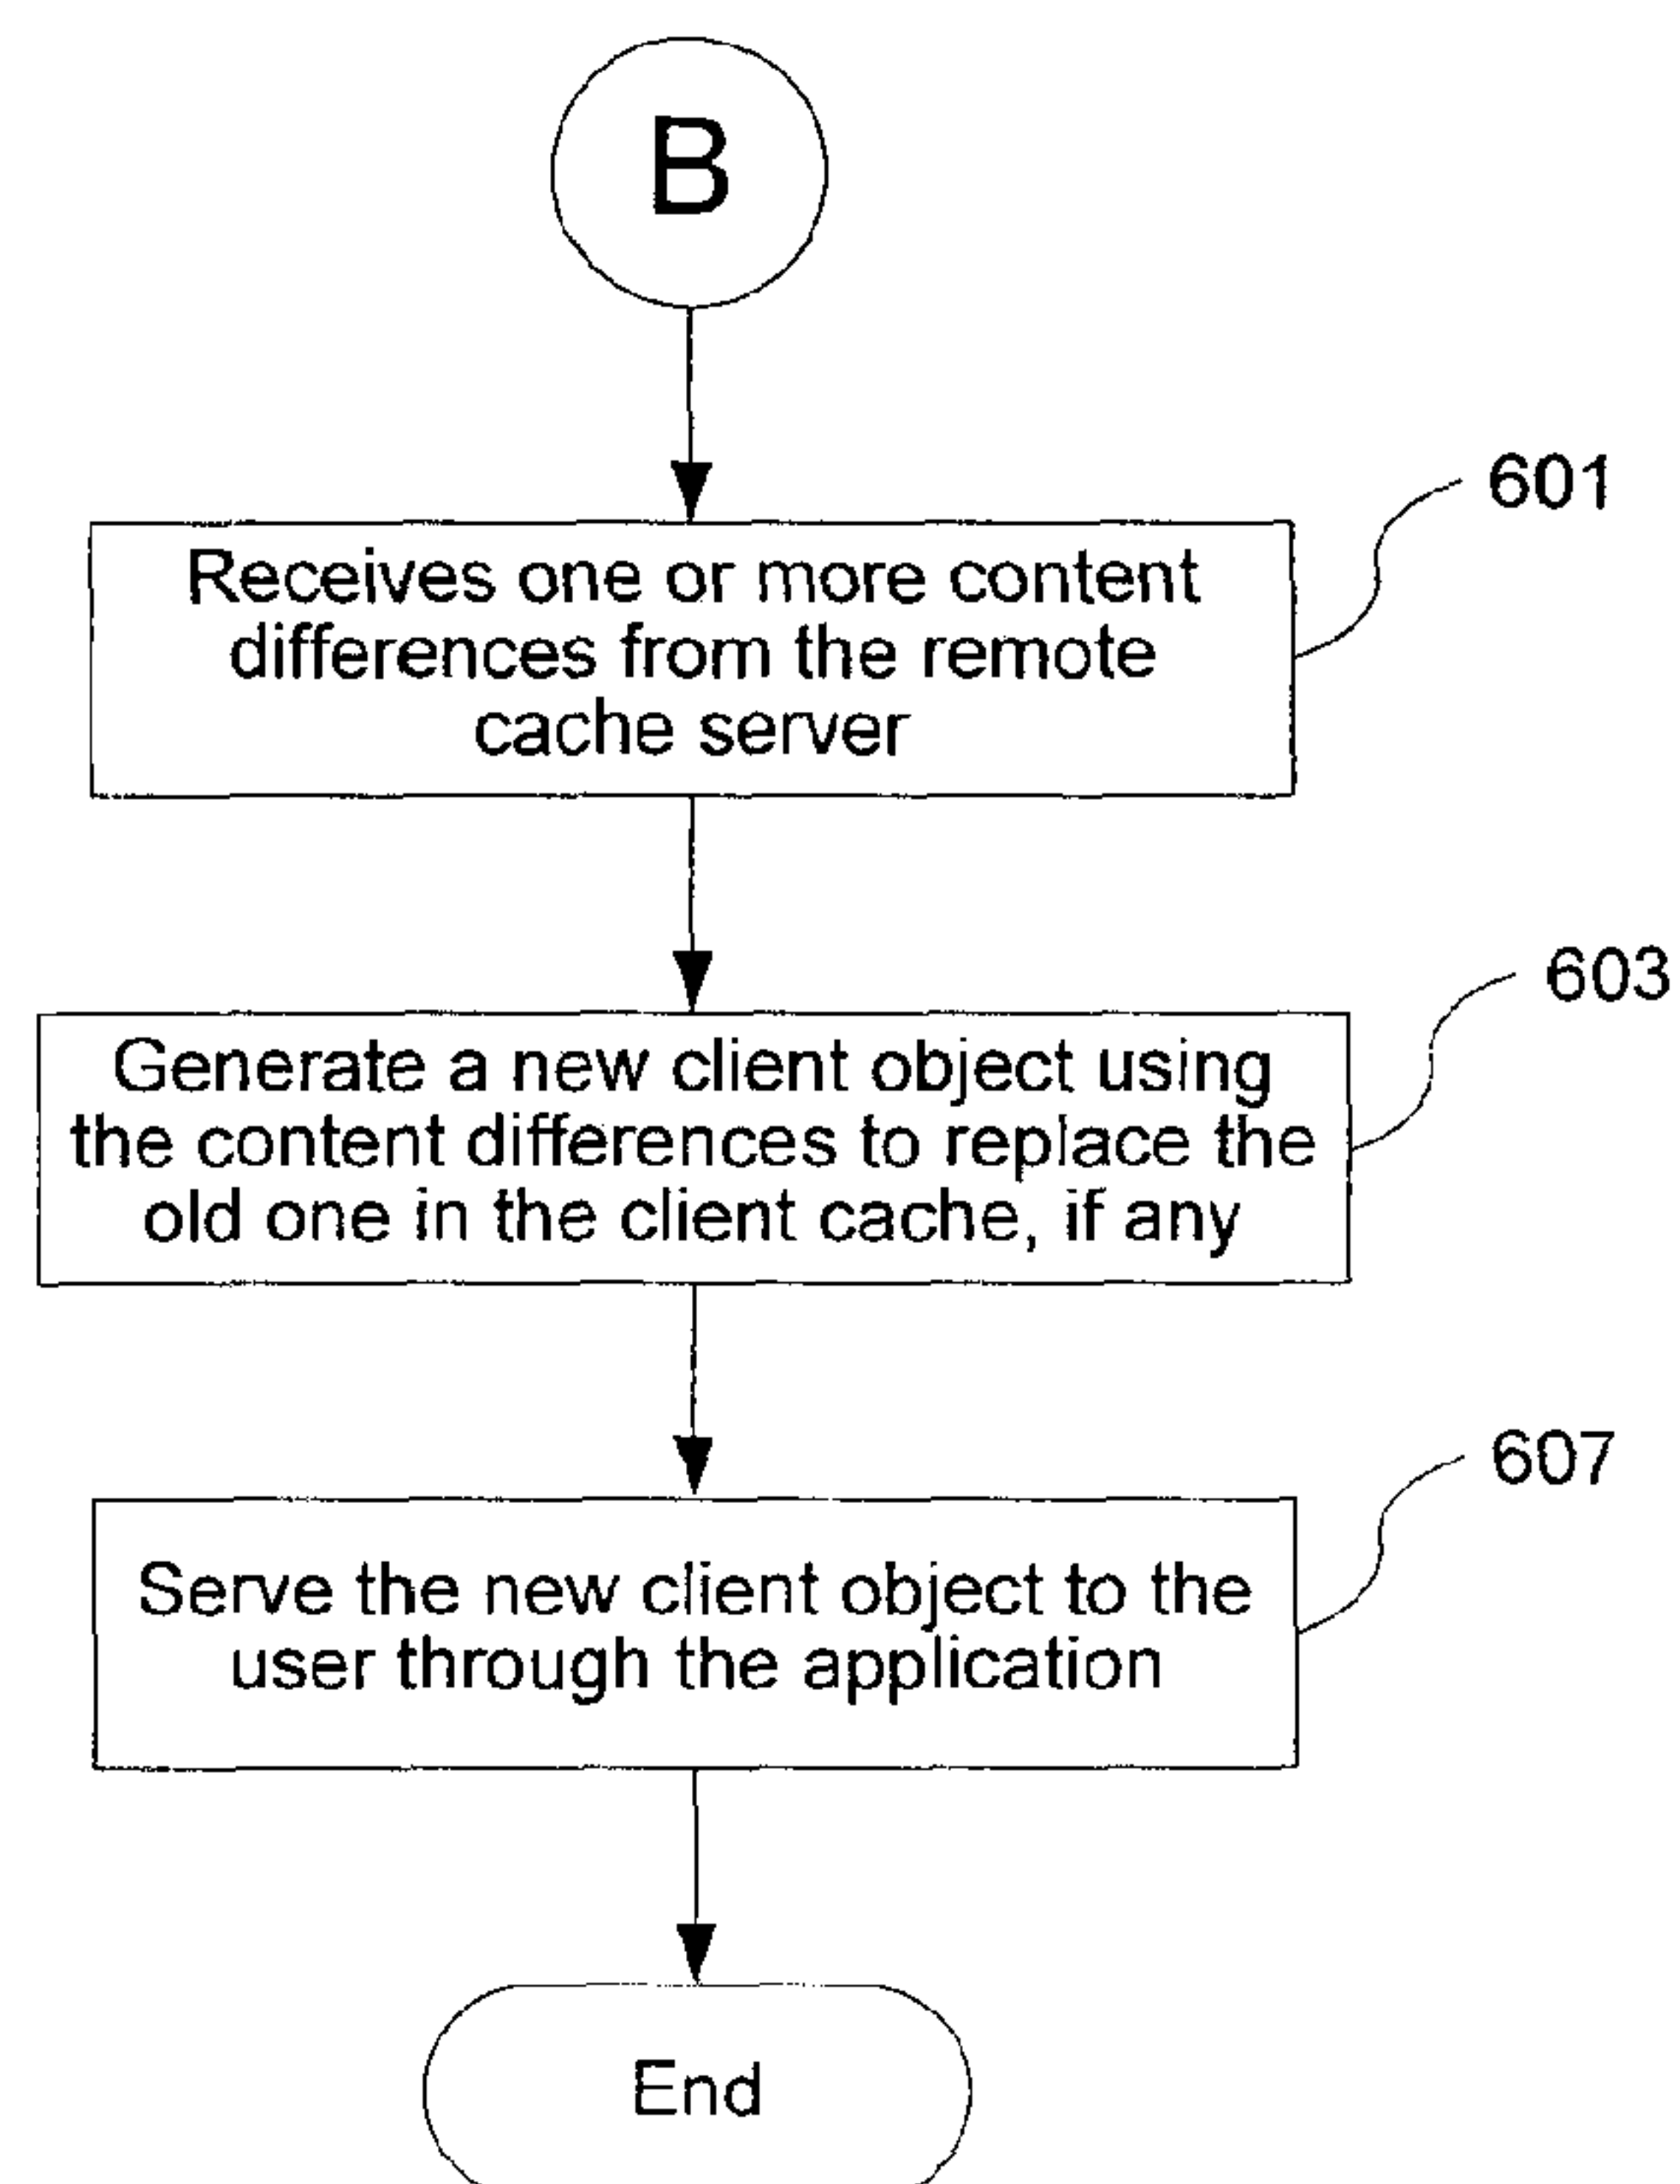 B
601
Receives one or more content
differences from the remote
cache server
603
Generate a new client object using
the content differences to replace the
old one in the client cache, if any
607
Serve the new client object to the
user through the application
End